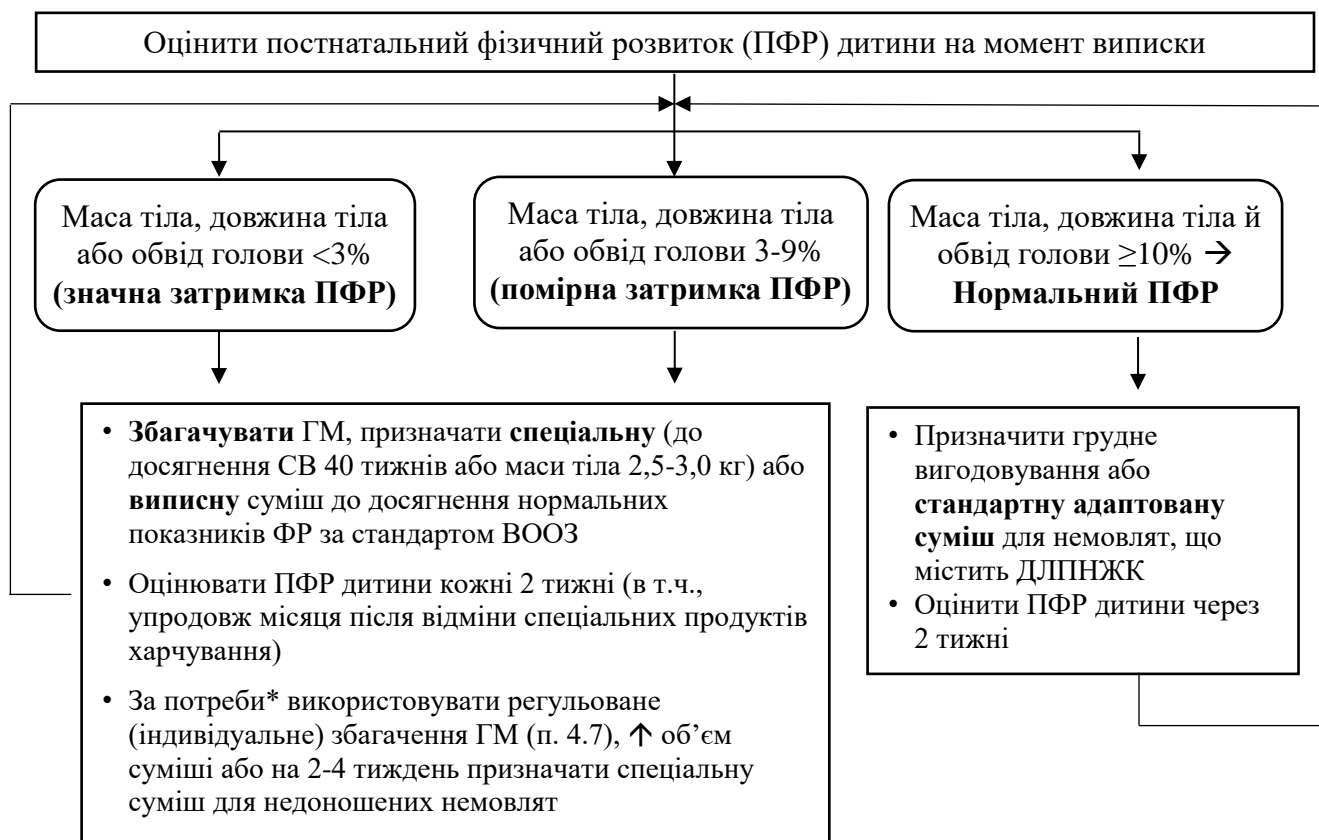 Оцінити постнатальний фізичний розвиток (ПФР) дитини на момент виписки
Маса тіла, довжина тіла
або обвід голови <3%
(значна затримка ПФР)
Маса тіла, довжина тіла
або обвід голови 3-9%
(помірна затримка ПФР)
Маса тіла, довжина тіла й
обвід голови ≥10% →
Нормальний ПФР
• Збагачувати ГМ, призначати спеціальну (до
досягнення СВ 40 тижнів або маси тіла 2,5-3,0 кг) або
виписну суміш до досягнення нормальних
показників ФР за стандартом ВООЗ
• Оцінювати ПФР дитини кожні 2 тижні (в т.ч.,
упродовж місяця після відміни спеціальних продуктів
харчування)
• За потреби* використовувати регульоване
(індивідуальне) збагачення ГМ (п. 4.7), ↑ об’єм
суміші або на 2-4 тиждень призначати спеціальну
суміш для недоношених немовлят
• Призначити грудне
вигодовування або
стандартну адаптовану
суміш для немовлят, що
містить ДЛПНЖК
• Оцінити ПФР дитини через
2 тижні